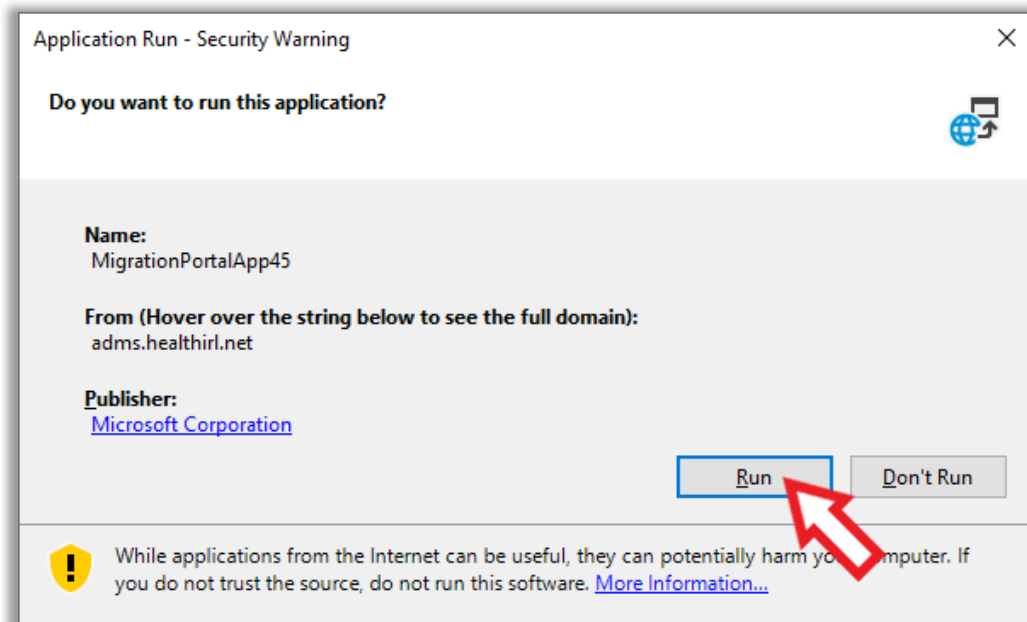 Application Run - Security Warning
Do you want to run this application?
Name:
MigrationPortalApp45
From (Hover over the string below to see the full domain):
adms.healthirl.net
Publisher:
Microsoft Corporation
Run
Don't Run
While applications from the Internet can be useful, they can potentially harm computer. If
you do not trust the source, do not run this software. More Information...